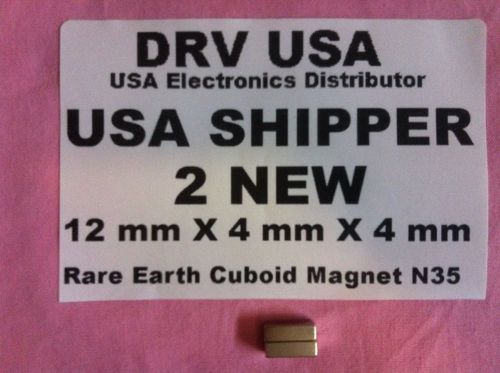 DRV USA
USA Electronics Distributor
USA SHIPPER
2 NEW
12 mm X 4 mm X 4 mm
Rare Earth Cuboid Magnet N35